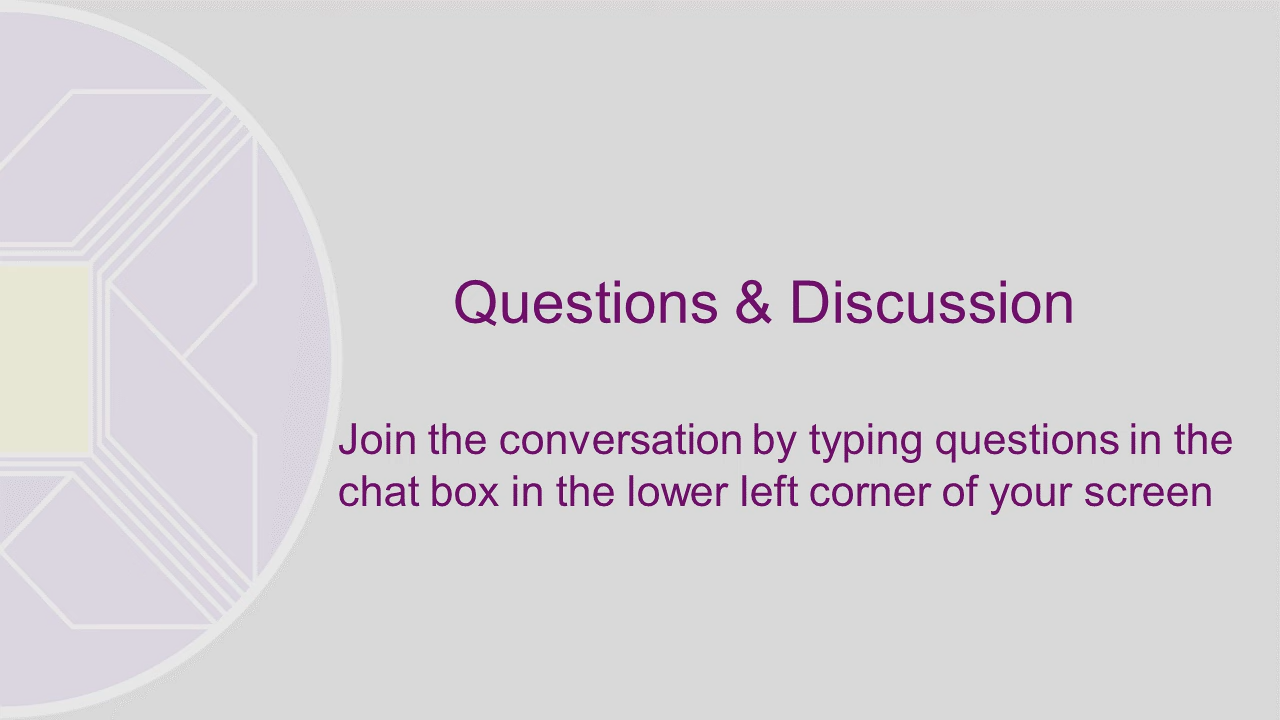 Questions & Discussion
Join the conversation by typing questions in the
chat box in the lower left corner of your screen